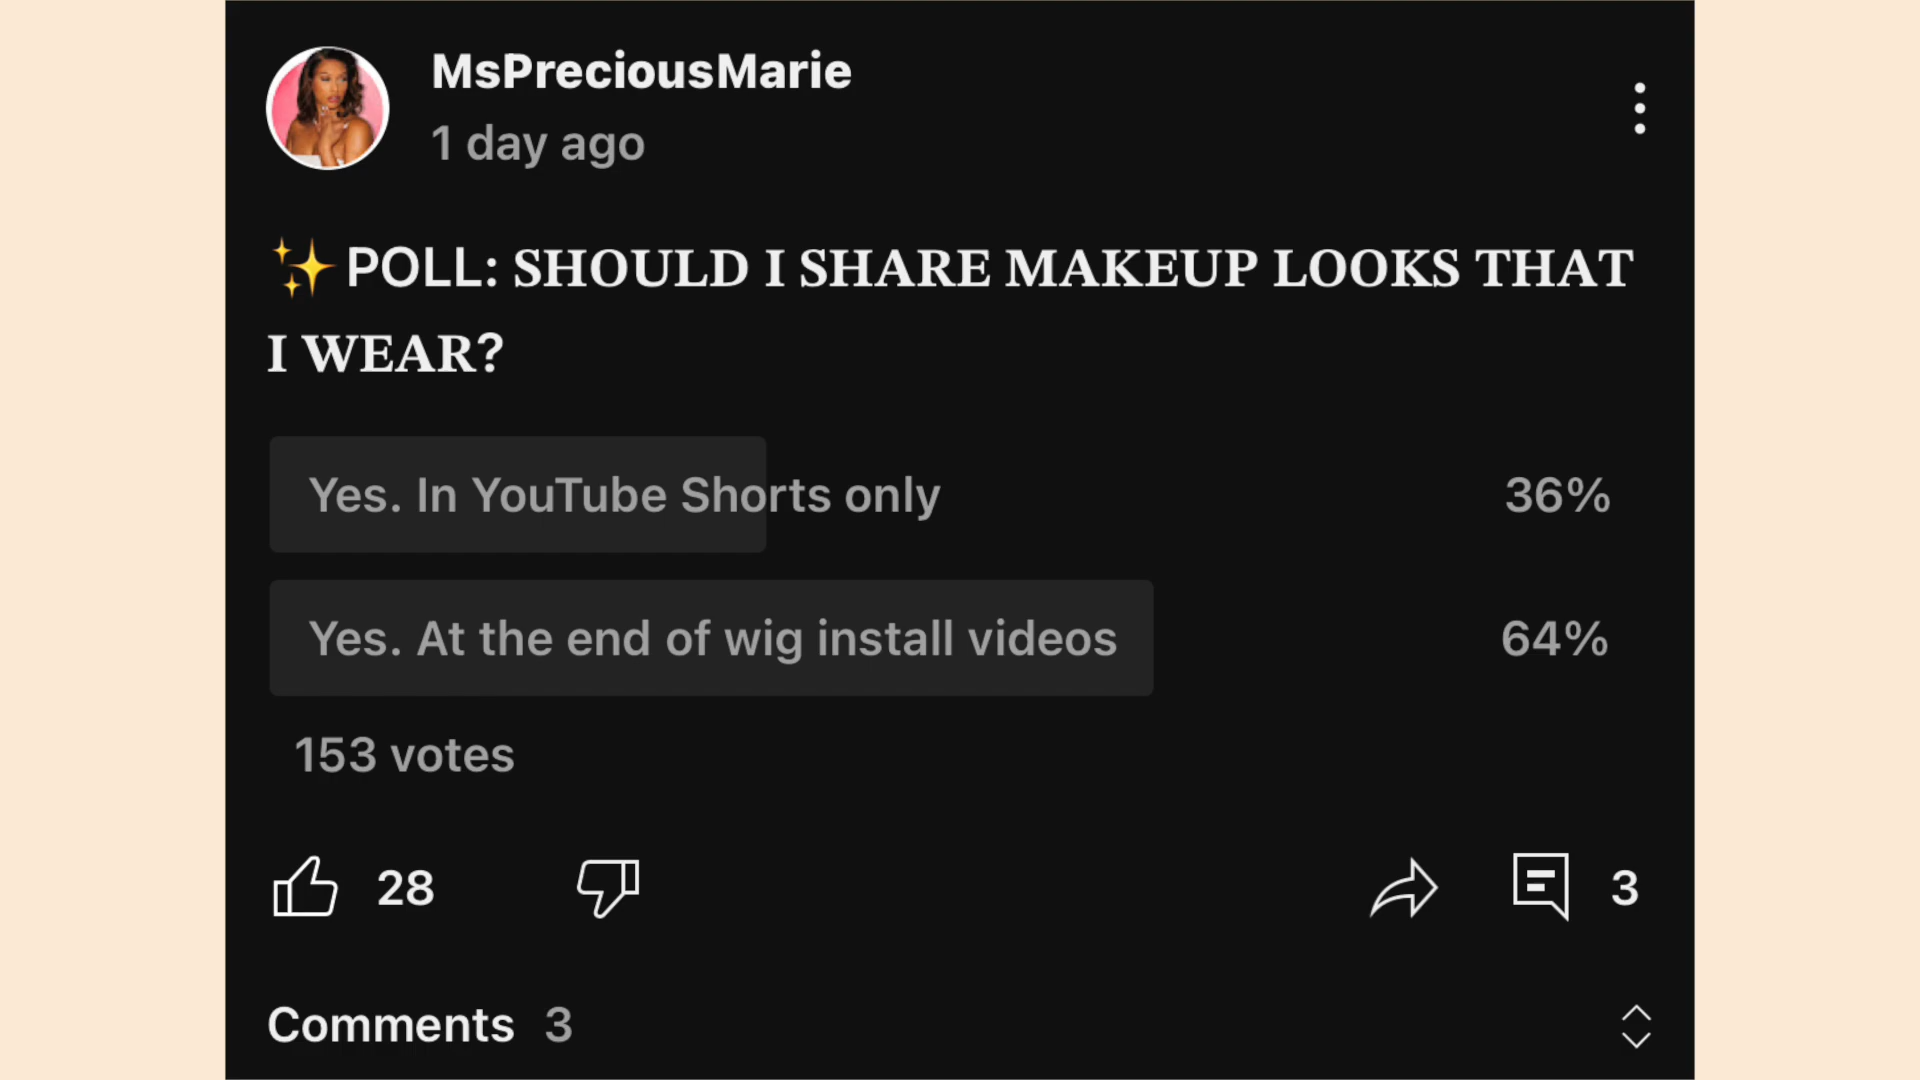 MsPreciousMarie
1 day ago
✨POLL: SHOULD I SHARE MAKEUP LOOKS THAT
I WEAR?
Yes. In YouTube Shorts only 36%
Yes. At the end of wig install videos 64%
153 votes
28 3
Comments 3